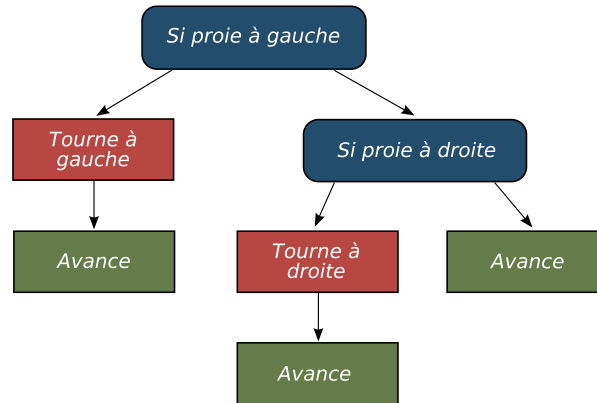 Si proie à gauche
Tourne à
gauche
Si proie à droite
Avance
Tourne à
droite
Avance
Avance